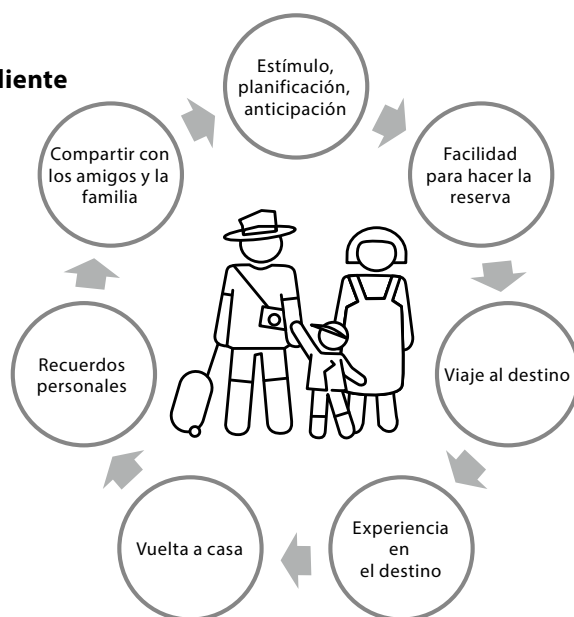 liente
Estímulo,
planificación,
anticipación
Facilidad
para hacer la
reserva
Viaje al destino
Experiencia
en
el destino
Vuelta a casa
Recuerdos
personales
Compartir con
los amigos y la
familia